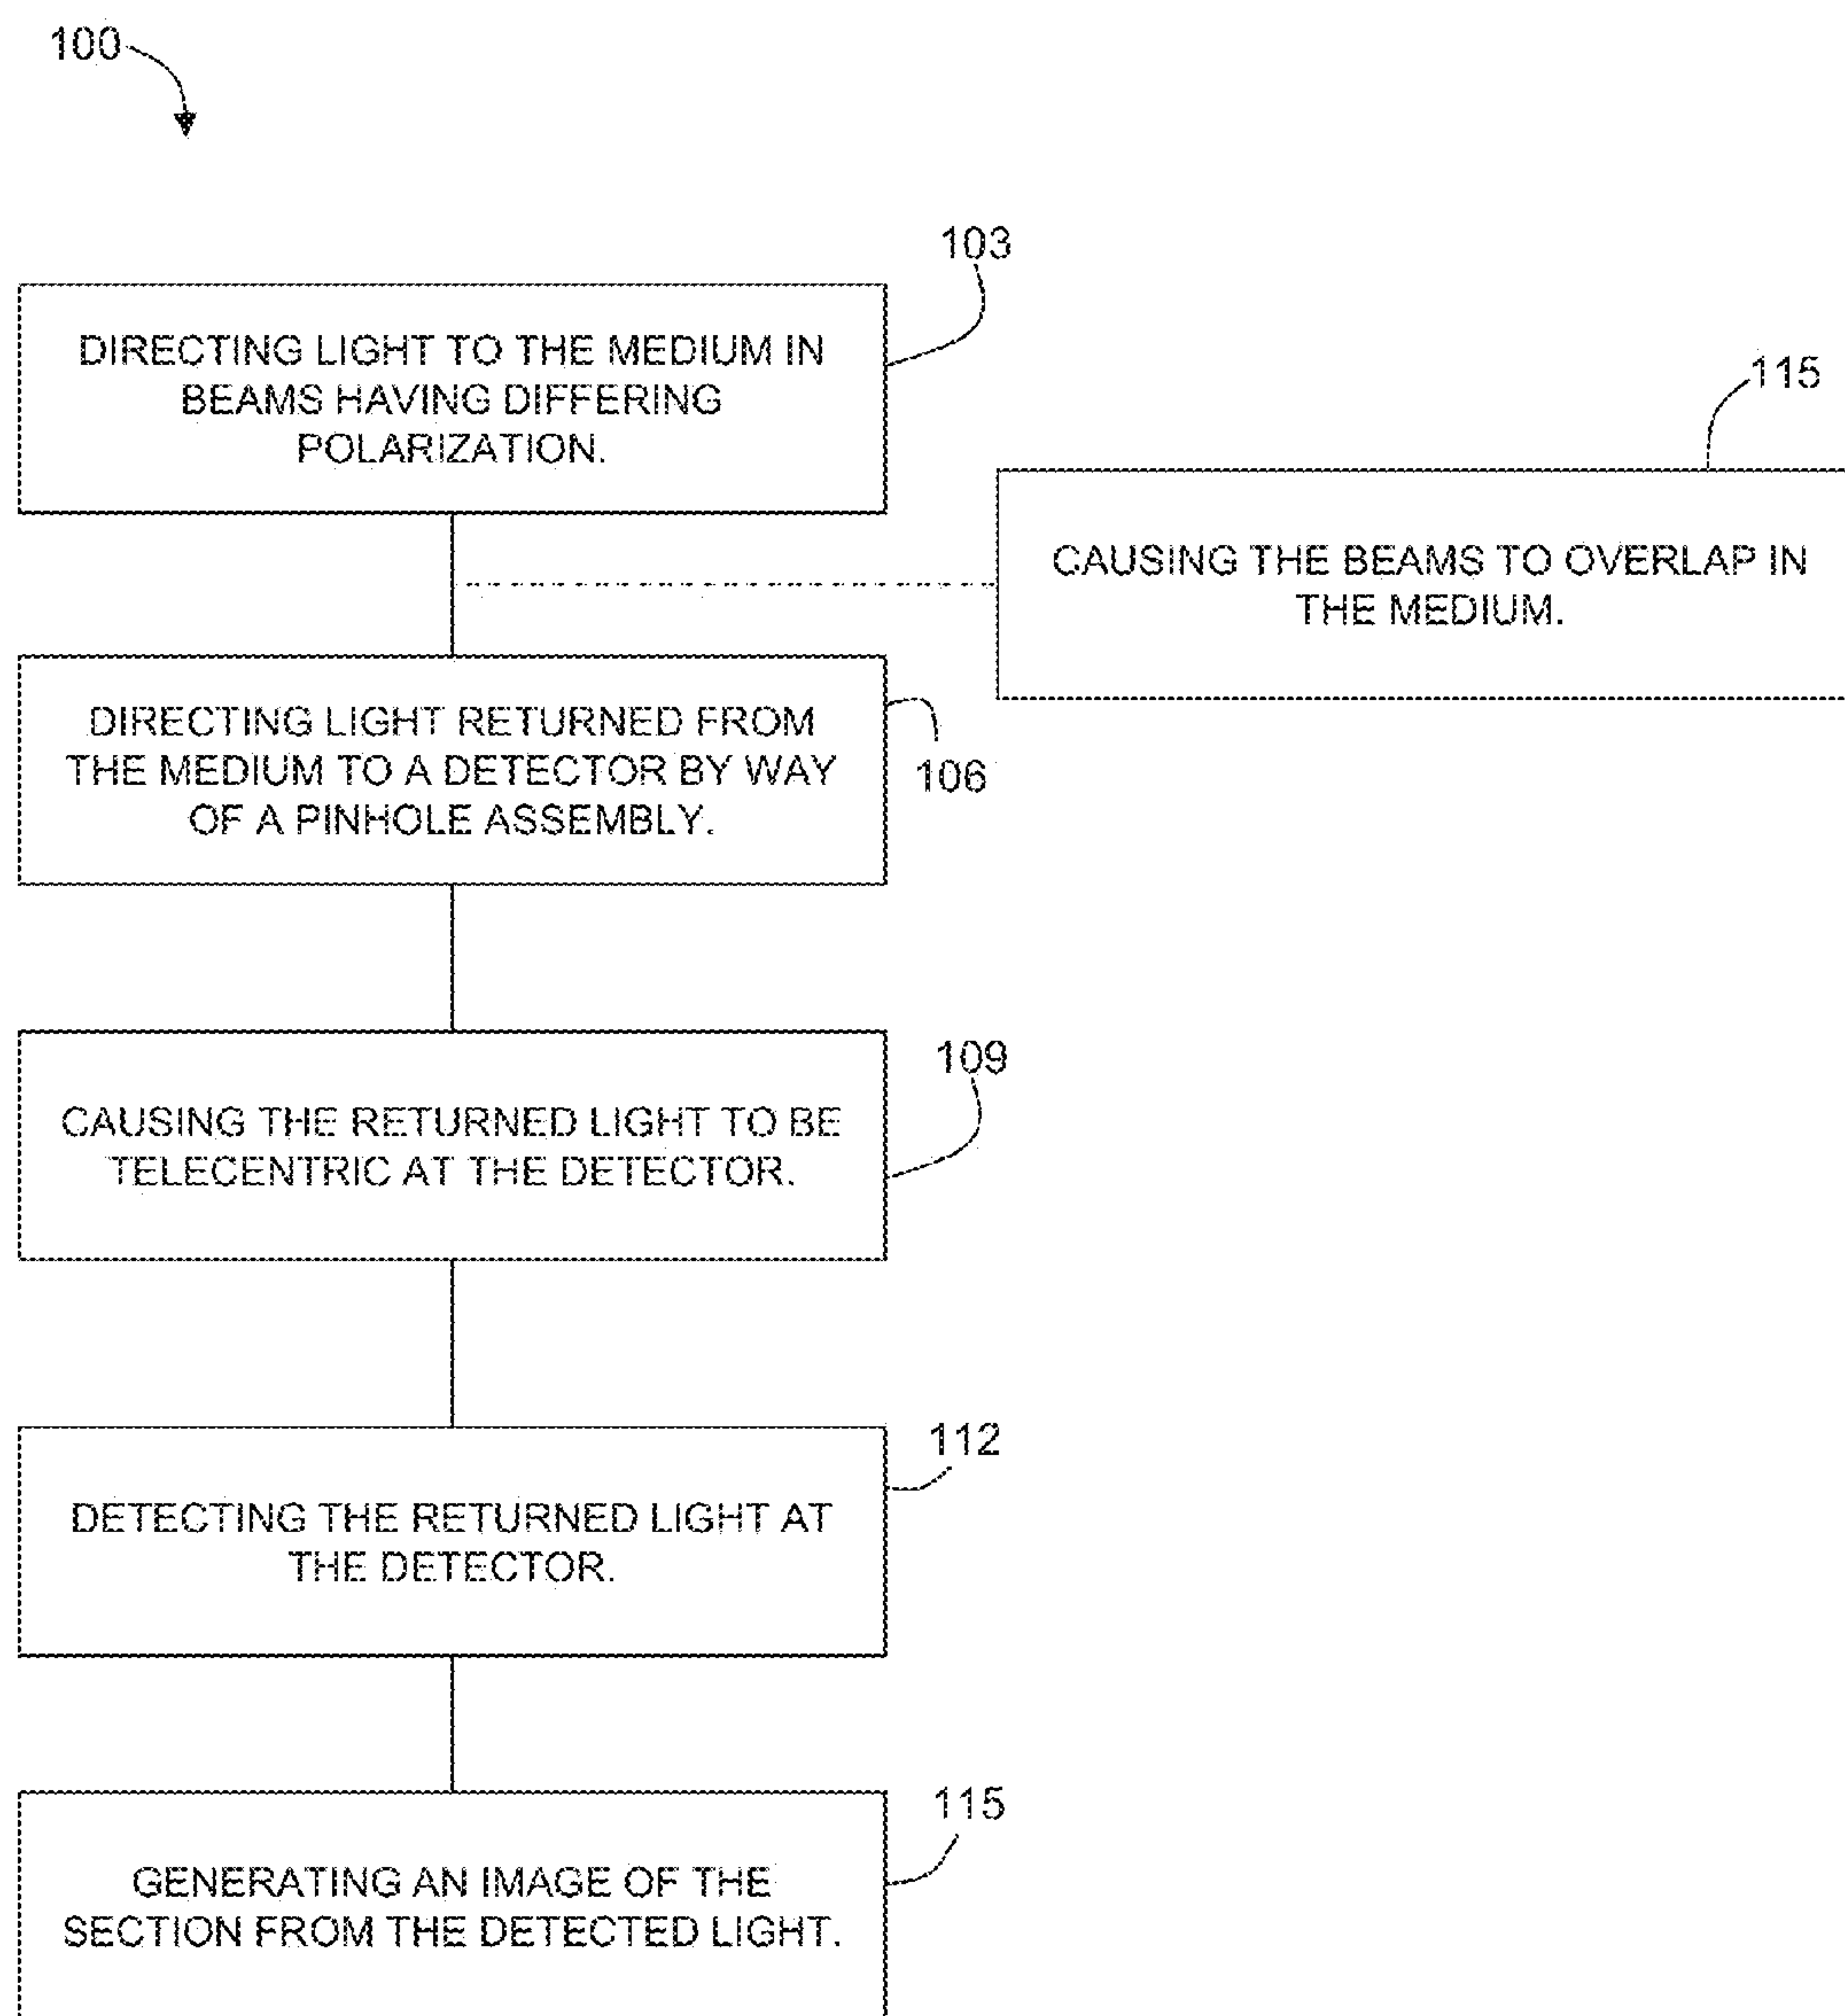 100
103
DIRECTING LIGHT TO THE MEDIUM IN
BEAMS HAVING DIFFERING
POLARIZATION.
115
CAUSING THE BEAMS TO OVERLAP IN
THE MEDIUM.
DIRECTING LIGHT RETURNED FROM
THE MEDIUM TO A DETECTOR BY WAY
OF A PINHOLE ASSEMBLY.
106
109
CAUSING THE RETURNED LIGHT TO BE
TELECENTRIC AT THE DETECTOR.
112
DETECTING THE RETURNED LIGHT AT
THE DETECTOR.
115
GENERATING AN IMAGE OF THE
SECTION FROM THE DETECTED LIGHT.